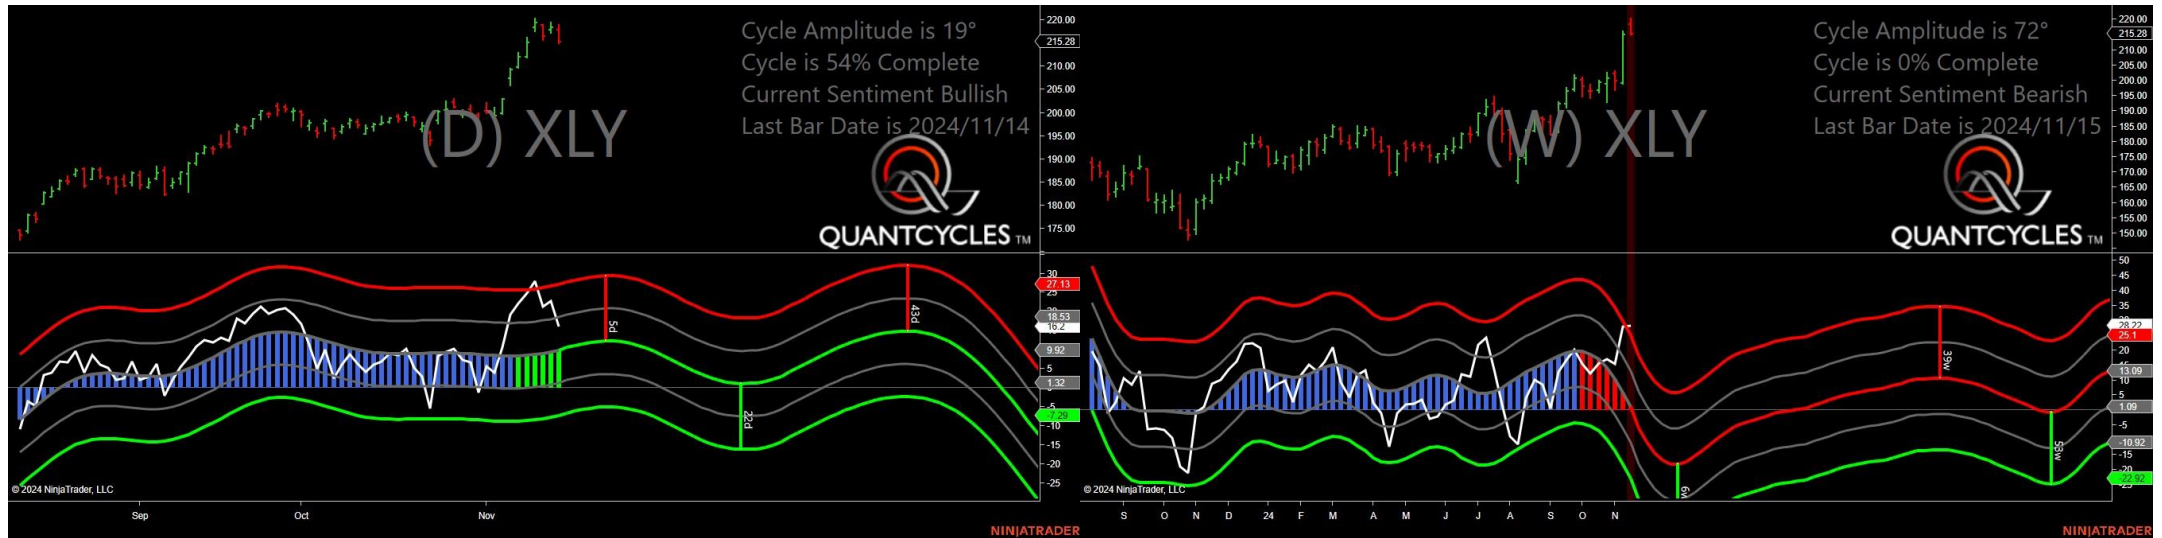 Cycle Amplitude is 19°
Cycle is 54% Complete
Current Sentiment Bullish
Last Bar Date is 2024/11/14
(D) XLY
QUANTCYCLES TM
220.00
215.28
210.00
205.00
200.00
195.00
190.00
185.00
180.00
175.00
5d
22d
43d
30
27.13
25
18.53
16.2
9.92
5
1.32
-5
-7.29
-10
-15
-20
-25
© 2024 NinjaTrader, LLC
Sep Oct Nov
NINJATRADER
Cycle Amplitude is 72°
Cycle is 0% Complete
Current Sentiment Bearish
Last Bar Date is 2024/11/15
(W) XLY
QUANTCYCLES TM
220.00
215.28
210.00
205.00
200.00
195.00
190.00
185.00
180.00
175.00
170.00
165.00
160.00
155.00
150.00
6w
39w
53w
50
45
40
35
28.22
25.1
20
13.09
10
5
1.09
-5
-10.92
-15
-20
-22.92
© 2024 NinjaTrader, LLC
S O N D 24 F M A M J J A S O N
NINJATRADER